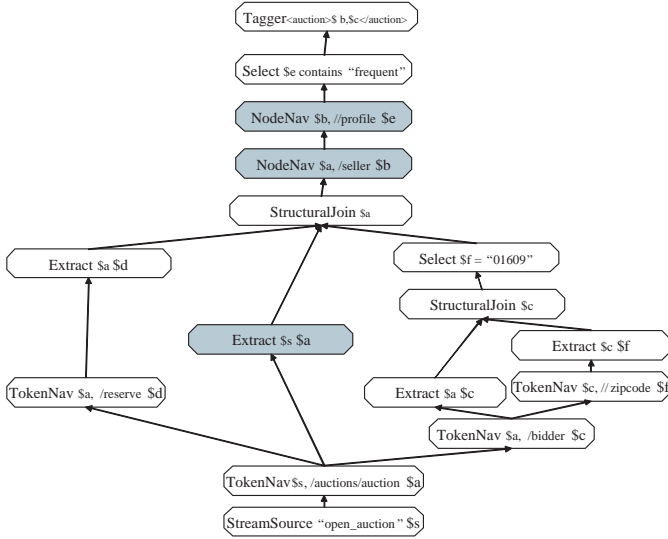 Tagger<auction>$ b,$c</auction>
Select $e contains “frequent”
NodeNav $b, //profile $e
NodeNav $a, /seller $b
StructuralJoin $a
Extract $a $d
Select $f = “01609”
StructuralJoin $c
Extract $s $a
Extract $c $f
TokenNav $a, /reserve $d
Extract $a $c
TokenNav $c, // zipcode $f
TokenNav $a, /bidder $c
TokenNav$s, /auctions/auction $a
StreamSource “open_auction” $s